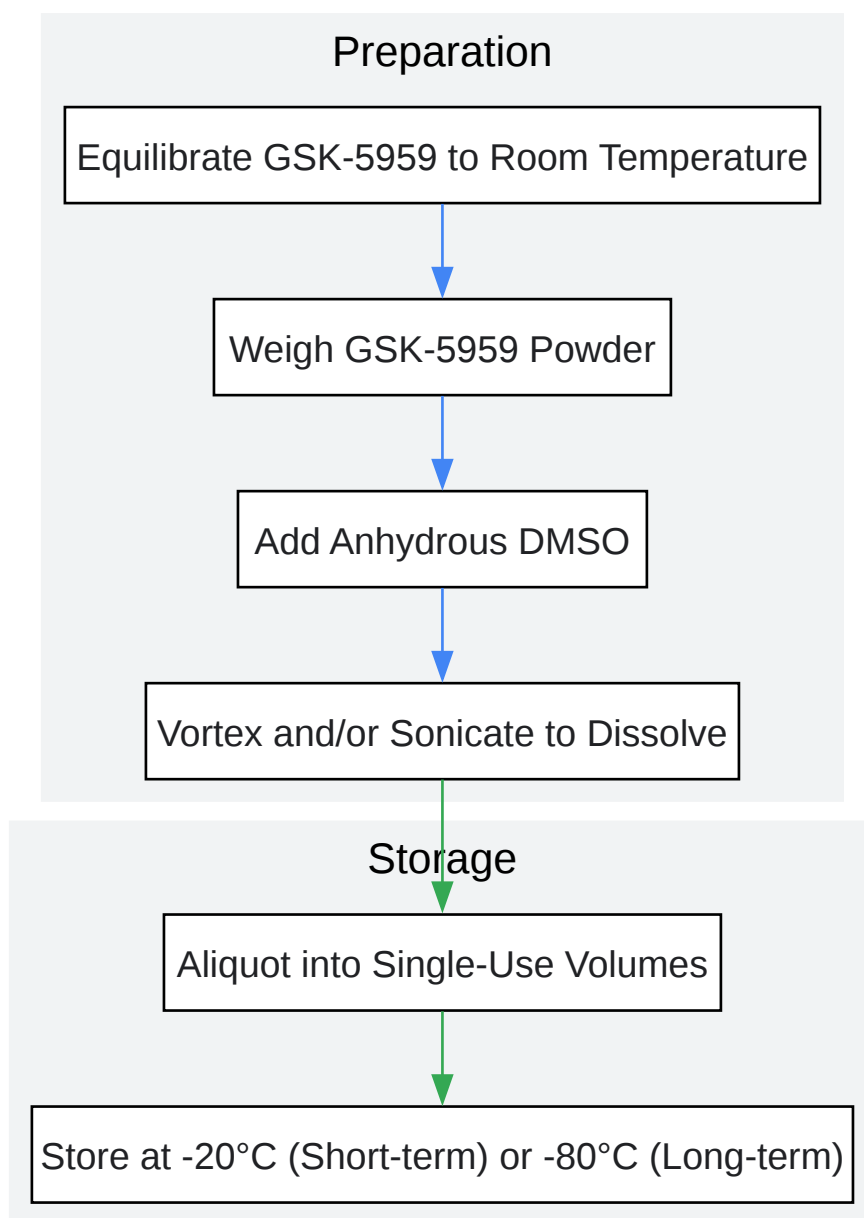 Preparation
Equilibrate GSK-5959 to Room Temperature
Weigh GSK-5959 Powder
Add Anhydrous DMSO
Vortex and/or Sonicate to Dissolve
Storage
Aliquot into Single-Use Volumes
Store at -20°C (Short-term) or -80°C (Long-term)